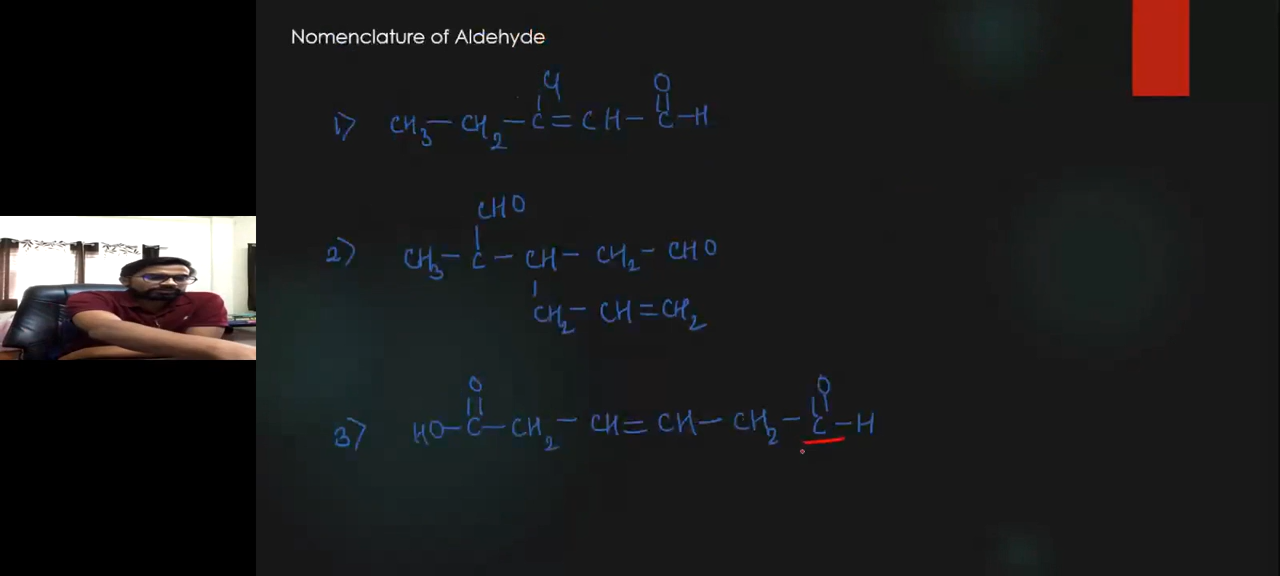 Nomenclature of Aldehyde
Cl O
1) CH3 - CH2 - C = CH - C - H
CHO
2) CH3 - C - CH - CH2 - CHO
CH2 - CH = CH2
O O
3) HO - C - CH2 - CH = CH - CH2 - C - H